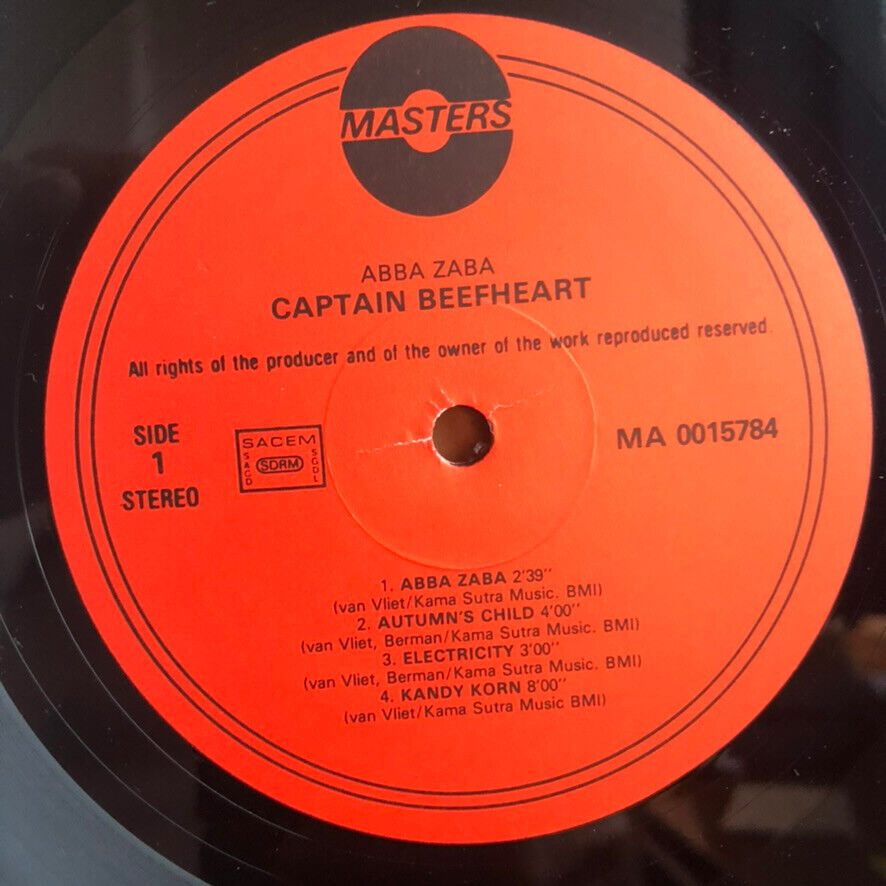 MASTERS
ABBA ZABA
CAPTAIN BEEFHEART
All rights of the producer and of the owner of the work reproduced reserved.
SIDE
1
STEREO
SACEM
SACD
SDRM
SGDL
MA 0015784
1. ABBA ZABA 2'39''
(van Vliet/Kama Sutra Music. BMI)
2. AUTUMN'S CHILD 4'00''
(van Vliet, Berman/Kama Sutra Music. BMI)
3. ELECTRICITY 3'00''
(van Vliet, Berman/Kama Sutra Music. BMI)
4. KANDY KORN 8'00''
(van Vliet/Kama Sutra Music BMI)